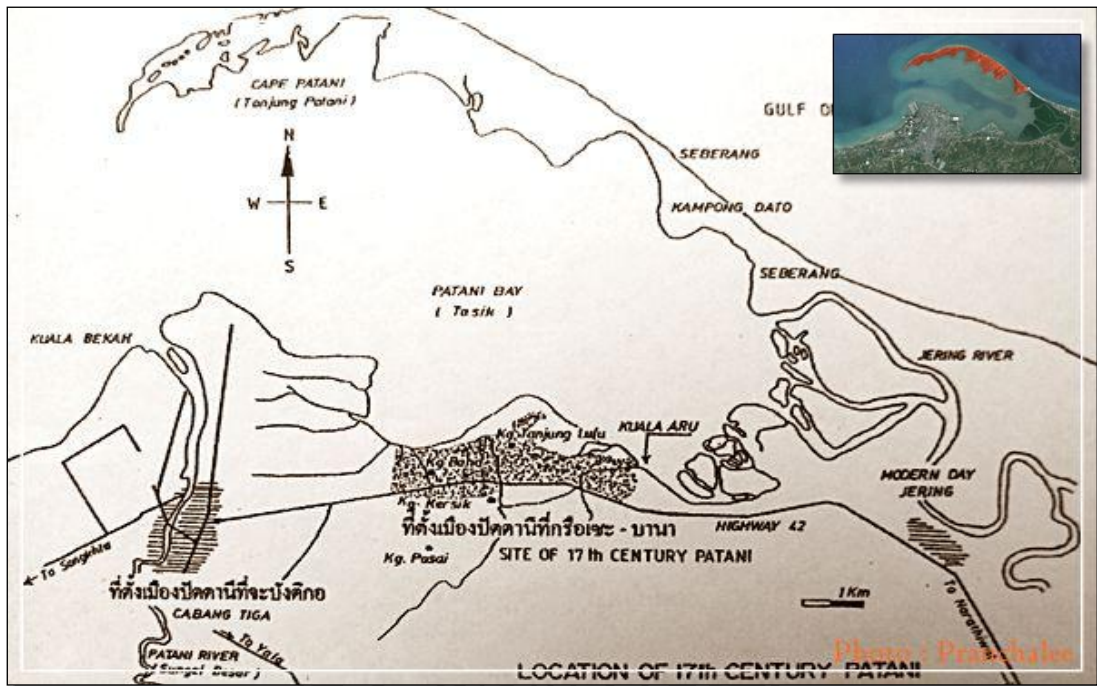 CAPE PATANI
(Tanjung Patani)
GULF
N
W E
S
SEBERANG
KAMPONG DATO
SEBERANG
PATANI BAY
( Tasik )
KUALA BEKAH
JERING RIVER
Kg. Tanjung Lulu
KUALA ARU
MODERN DAY
JERING
Kg. Kersik
ที่ตั้งเมืองปัตตานีที่กรือเซะ - บานา
HIGHWAY 42
SITE OF 17th CENTURY PATANI
Kg. Pasai
To Songkhla
ที่ตั้งเมืองปัตตานีที่จะบังติกอ
CABANG TIGA
1 Km
To Yala
PATANI RIVER
(Sungei Besar)
LOCATION OF 17th CENTURY PATANI
Photo : Pranchalee